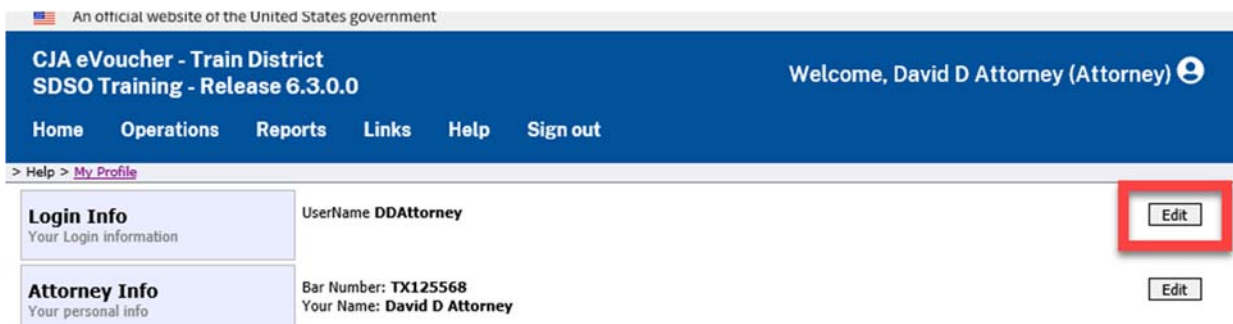 An official website of the United States government
CJA eVoucher - Train District
SDSO Training - Release 6.3.0.0
Welcome, David D Attorney (Attorney)
Home Operations Reports Links Help Sign out
> Help > My Profile
Login Info
Your Login information
UserName DDAttorney
Edit
Attorney Info
Your personal info
Bar Number: TX125568
Your Name: David D Attorney
Edit